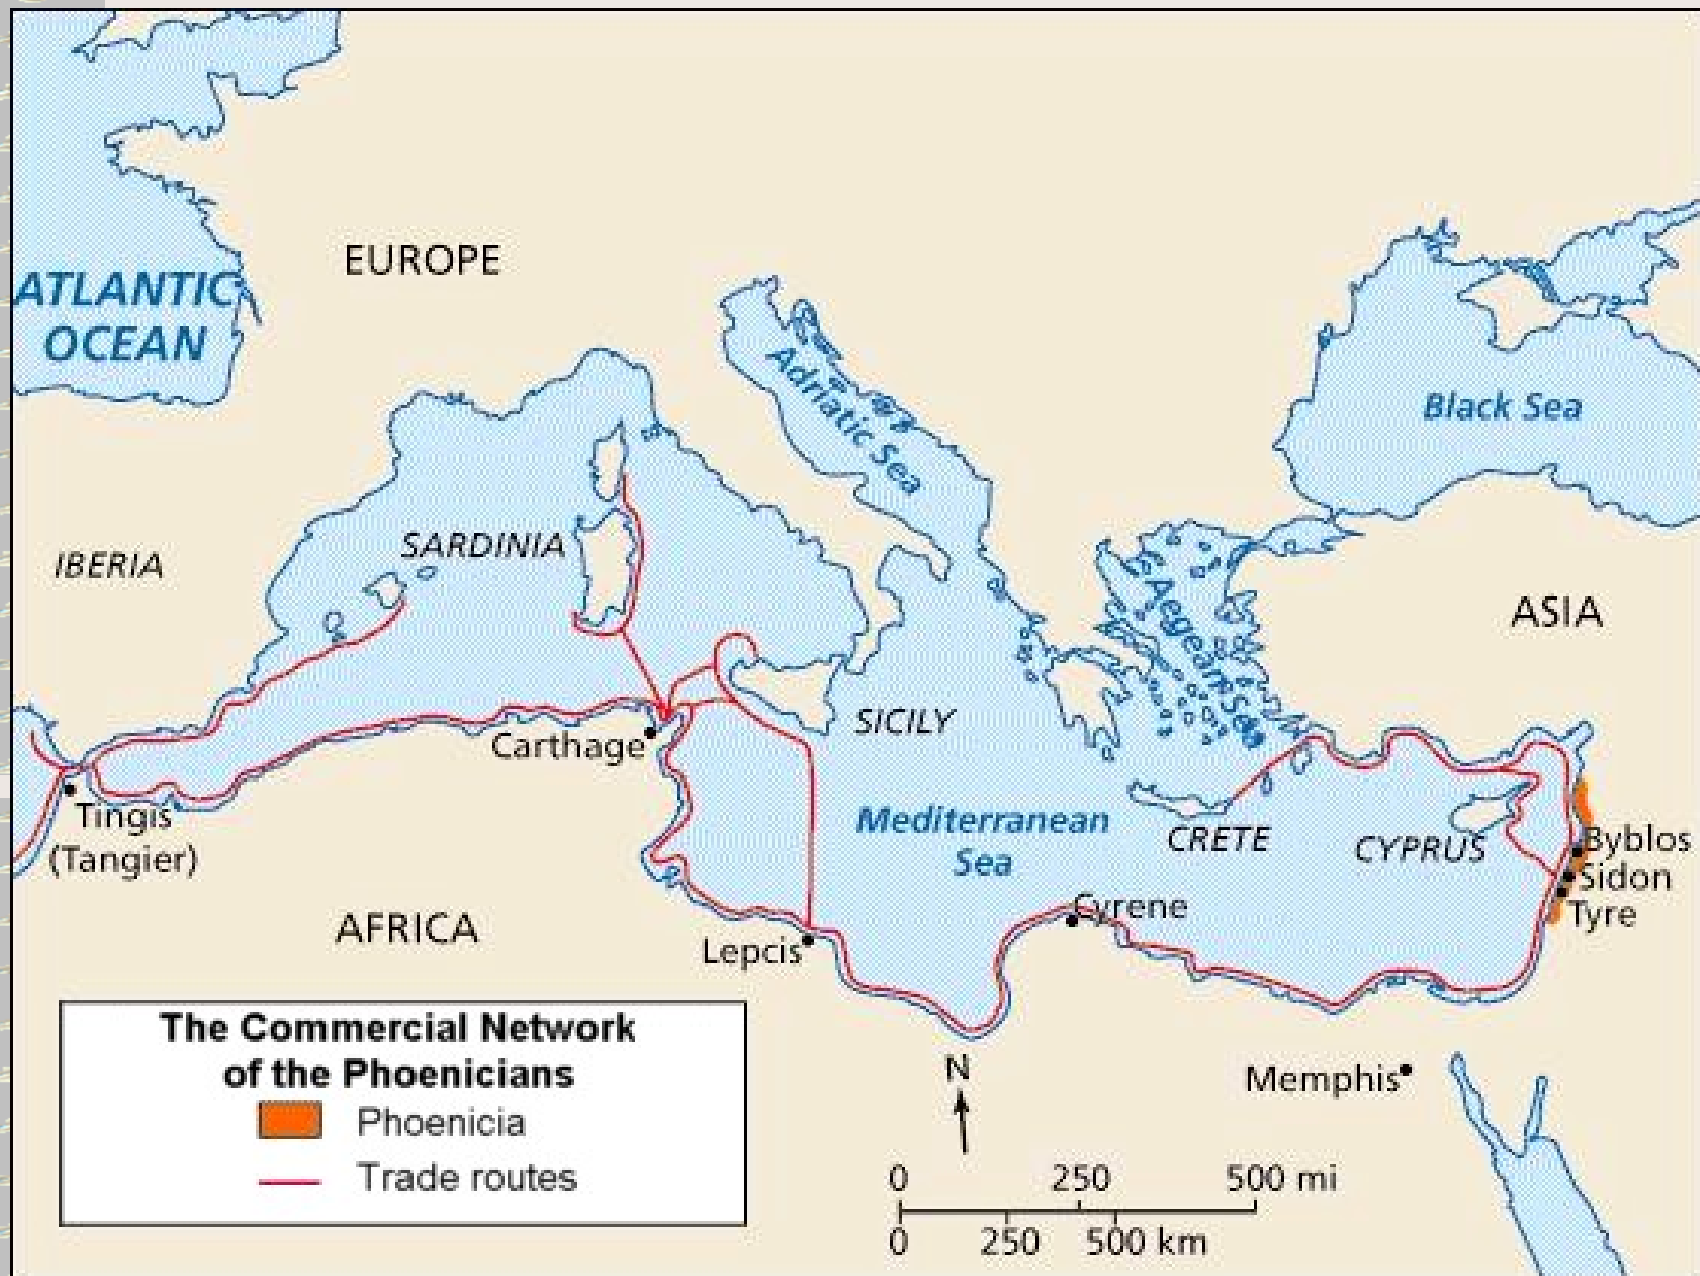 EUROPE
ATLANTIC
OCEAN
Adriatic Sea
Black Sea
SARDINIA
IBERIA
Aegean Sea
ASIA
SICILY
Carthage
Tingis
(Tangier)
Mediterranean
Sea
CRETE
CYPRUS
Byblos
Sidon
Tyre
Cyrene
AFRICA
Lepcis
The Commercial Network
of the Phoenicians
Phoenicia
Trade routes
N
Memphis
0 250 500 mi
0 250 500 km